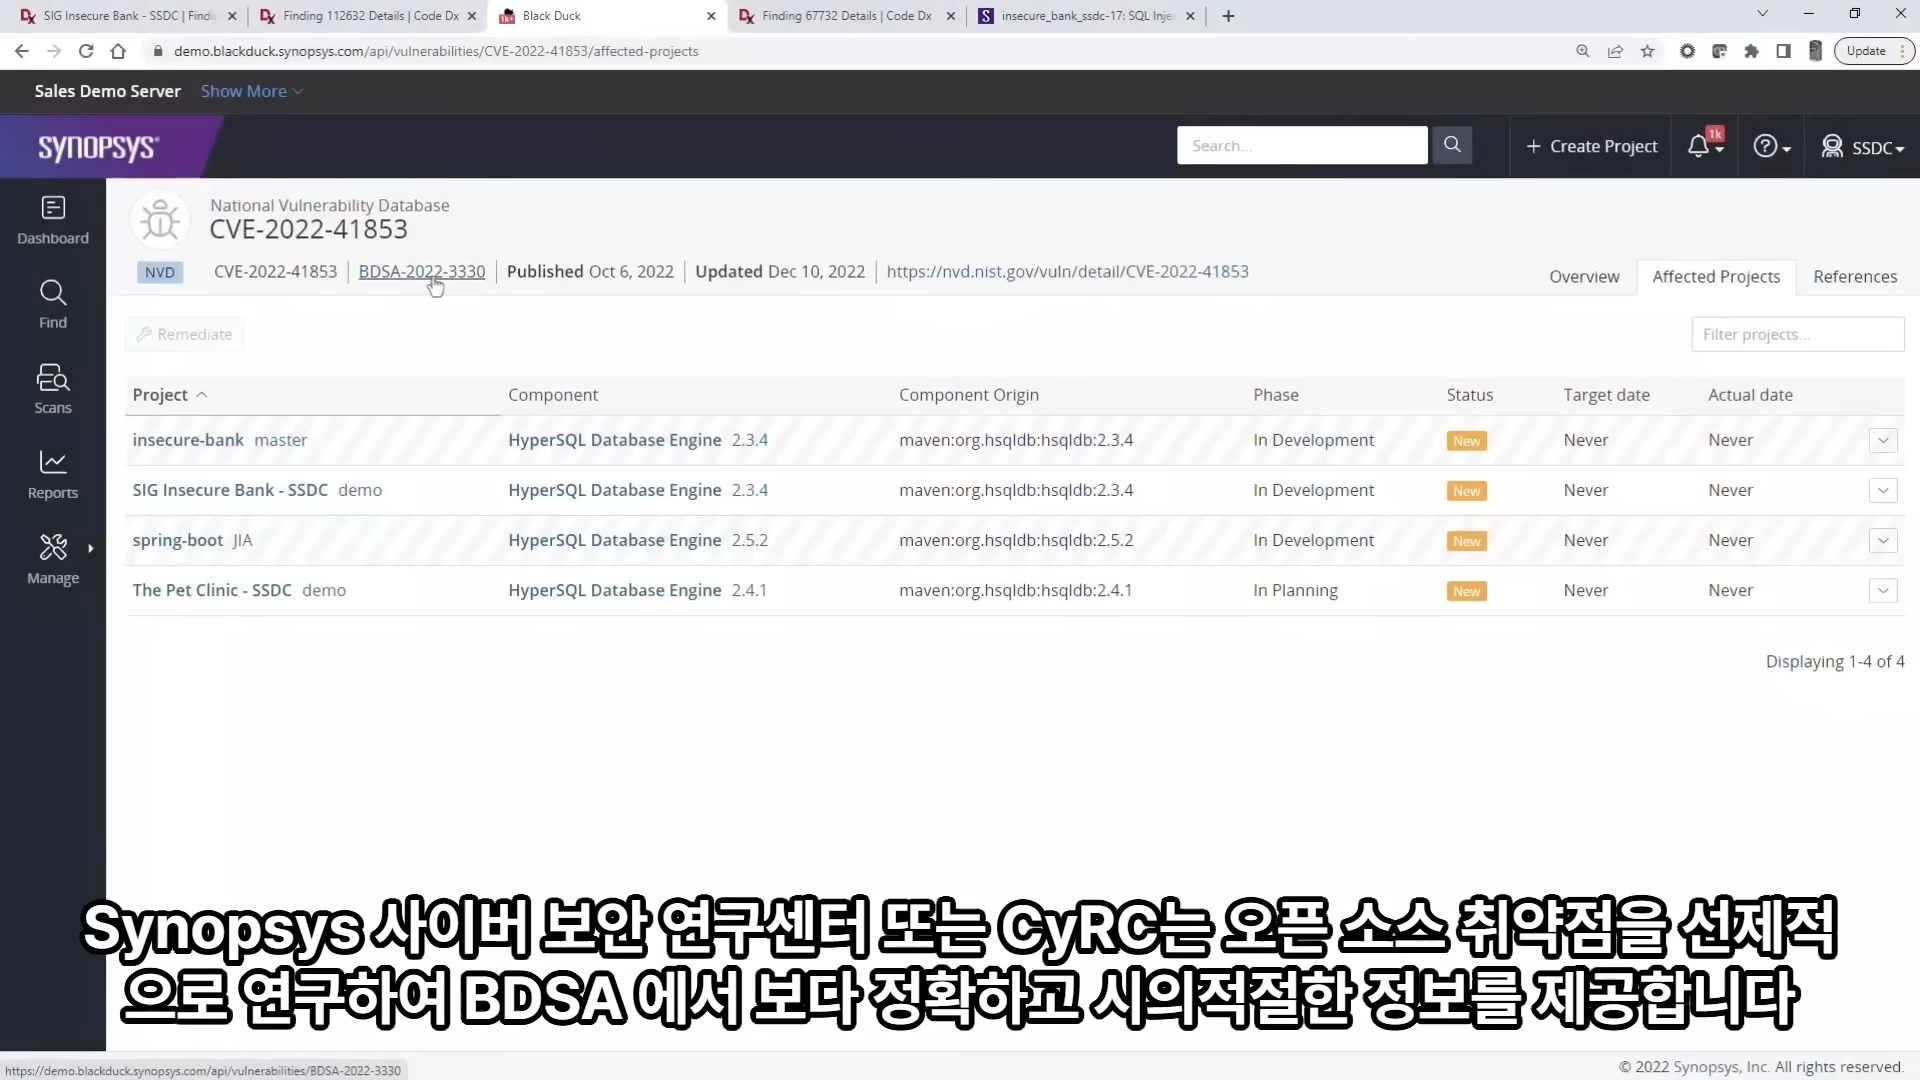 SIG Insecure Bank - SSDC | Findi
Finding 112632 Details | Code Dx
Black Duck
Finding 67732 Details | Code Dx
insecure_bank_ssdc-17: SQL Inje
demo.blackduck.synopsys.com/api/vulnerabilities/CVE-2022-41853/affected-projects
Update
Sales Demo Server Show More
SYNOPSYS
Search...
+ Create Project
1k
SSDC
Dashboard
Find
Scans
Reports
Manage
National Vulnerability Database
CVE-2022-41853
NVD CVE-2022-41853 BDSA-2022-3330 Published Oct 6, 2022 Updated Dec 10, 2022 https://nvd.nist.gov/vuln/detail/CVE-2022-41853
Overview Affected Projects References
Remediate
Filter projects...
Project Component Component Origin Phase Status Target date Actual date
insecure-bank master HyperSQL Database Engine 2.3.4 maven:org.hsqldb:hsqldb:2.3.4 In Development New Never Never
SIG Insecure Bank - SSDC demo HyperSQL Database Engine 2.3.4 maven:org.hsqldb:hsqldb:2.3.4 In Development New Never Never
spring-boot JIA HyperSQL Database Engine 2.5.2 maven:org.hsqldb:hsqldb:2.5.2 In Development New Never Never
The Pet Clinic - SSDC demo HyperSQL Database Engine 2.4.1 maven:org.hsqldb:hsqldb:2.4.1 In Planning New Never Never
Displaying 1-4 of 4
Synopsys 사이버 보안 연구센터 또는 CyRC는 오픈 소스 취약점을 선제적
으로 연구하여 BDSA 에서 보다 정확하고 시의적절한 정보를 제공합니다
© 2022 Synopsys, Inc. All rights reserved.
https://demo.blackduck.synopsys.com/api/vulnerabilities/BDSA-2022-3330